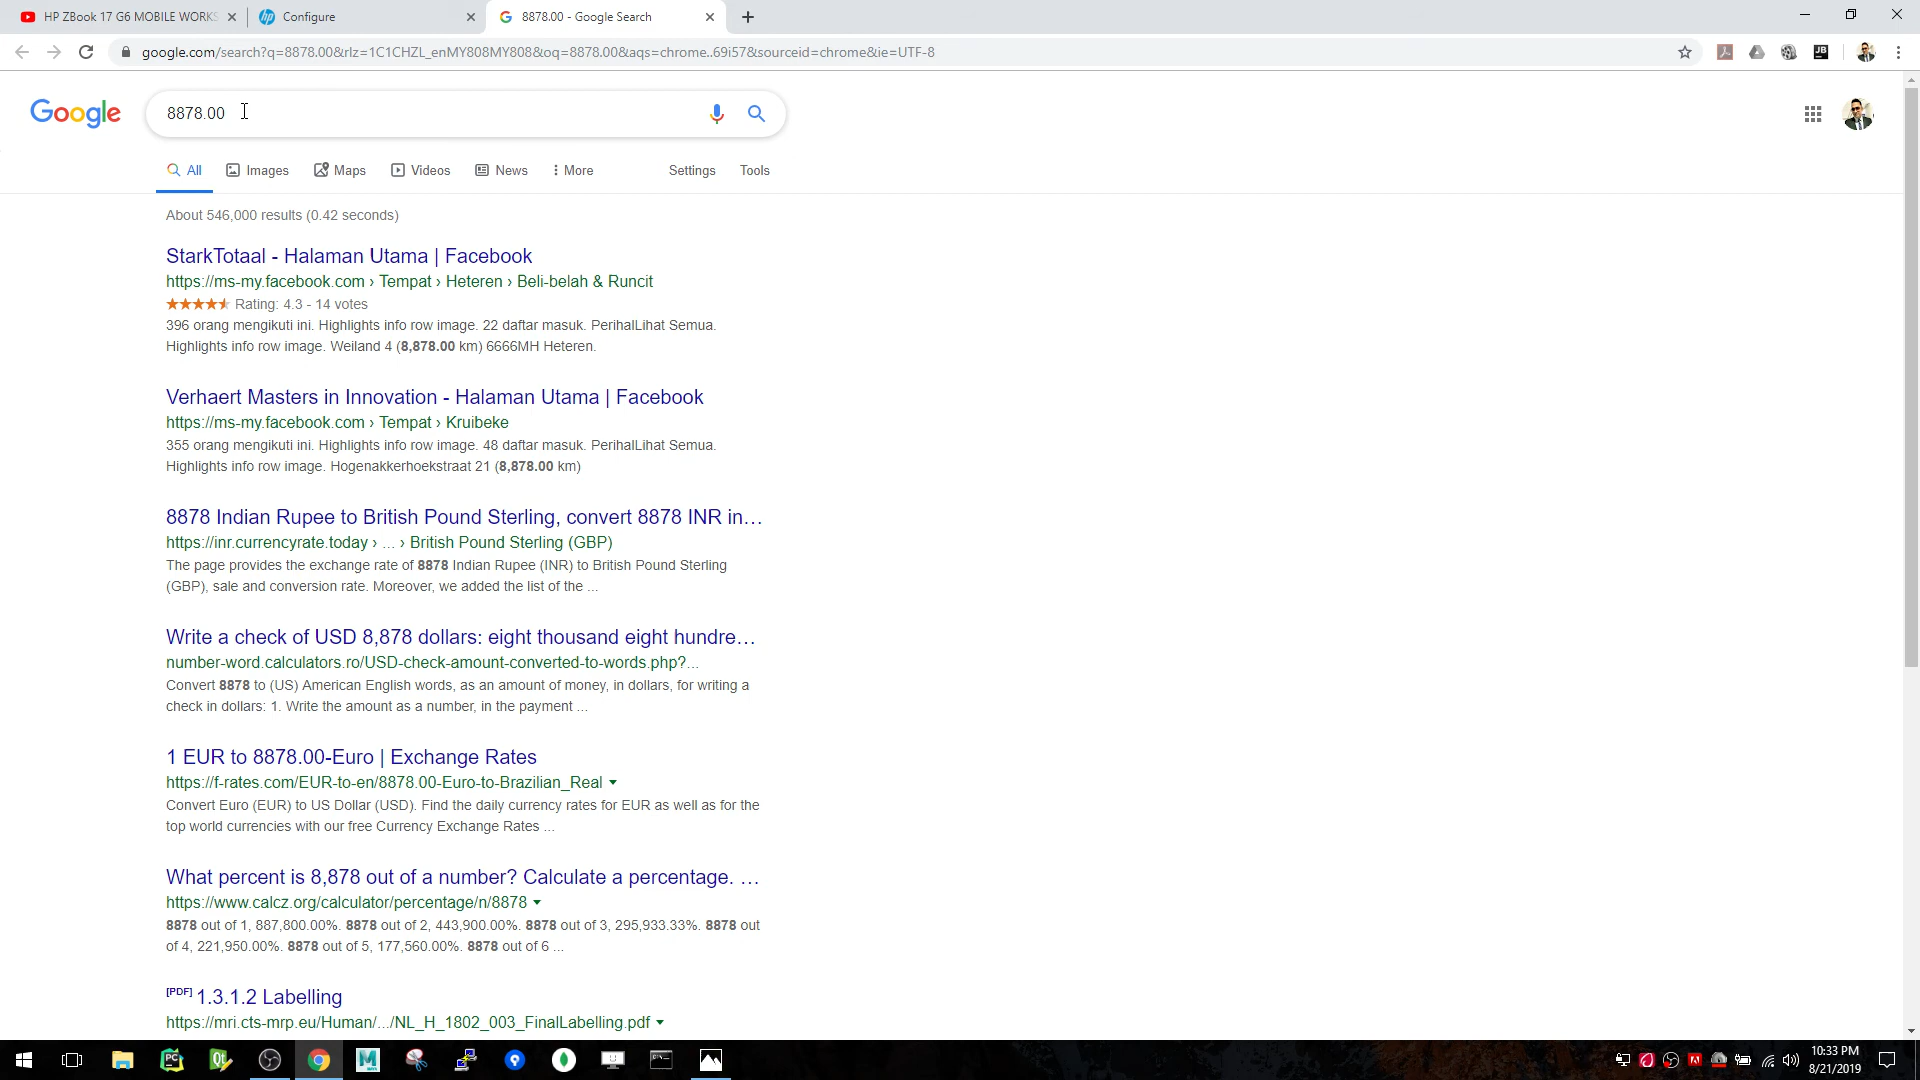 HP ZBook 17 G6 MOBILE WORKS
Configure
8878.00 - Google Search
google.com/search?q=8878.00&rlz=1C1CHZL_enMY808MY808&oq=8878.00&aqs=chrome..69i57&sourceid=chrome&ie=UTF-8
JB
Google
8878.00
All
Images
Maps
Videos
News
More
Settings
Tools
About 546,000 results (0.42 seconds)
StarkTotaal - Halaman Utama | Facebook
https://ms-my.facebook.com › Tempat › Heteren › Beli-belah & Runcit
Rating: 4.3 - 14 votes
396 orang mengikuti ini. Highlights info row image. 22 daftar masuk. PerihalLihat Semua.
Highlights info row image. Weiland 4 (8,878.00 km) 6666MH Heteren.
Verhaert Masters in Innovation - Halaman Utama | Facebook
https://ms-my.facebook.com › Tempat › Kruibeke
355 orang mengikuti ini. Highlights info row image. 48 daftar masuk. PerihalLihat Semua.
Highlights info row image. Hogenakkerhoekstraat 21 (8,878.00 km)
8878 Indian Rupee to British Pound Sterling, convert 8878 INR in...
https://inr.currencyrate.today › ... › British Pound Sterling (GBP)
The page provides the exchange rate of 8878 Indian Rupee (INR) to British Pound Sterling
(GBP), sale and conversion rate. Moreover, we added the list of the ...
Write a check of USD 8,878 dollars: eight thousand eight hundre...
number-word.calculators.ro/USD-check-amount-converted-to-words.php?...
Convert 8878 to (US) American English words, as an amount of money, in dollars, for writing a
check in dollars: 1. Write the amount as a number, in the payment ...
1 EUR to 8878.00-Euro | Exchange Rates
https://f-rates.com/EUR-to-en/8878.00-Euro-to-Brazilian_Real
Convert Euro (EUR) to US Dollar (USD). Find the daily currency rates for EUR as well as for the
top world currencies with our free Currency Exchange Rates ...
What percent is 8,878 out of a number? Calculate a percentage. ...
https://www.calcz.org/calculator/percentage/n/8878
8878 out of 1, 887,800.00%. 8878 out of 2, 443,900.00%. 8878 out of 3, 295,933.33%. 8878 out
of 4, 221,950.00%. 8878 out of 5, 177,560.00%. 8878 out of 6 ...
[PDF] 1.3.1.2 Labelling
https://mri.cts-mrp.eu/Human/.../NL_H_1802_003_FinalLabelling.pdf
PC
Qt
M
10:33 PM
8/21/2019